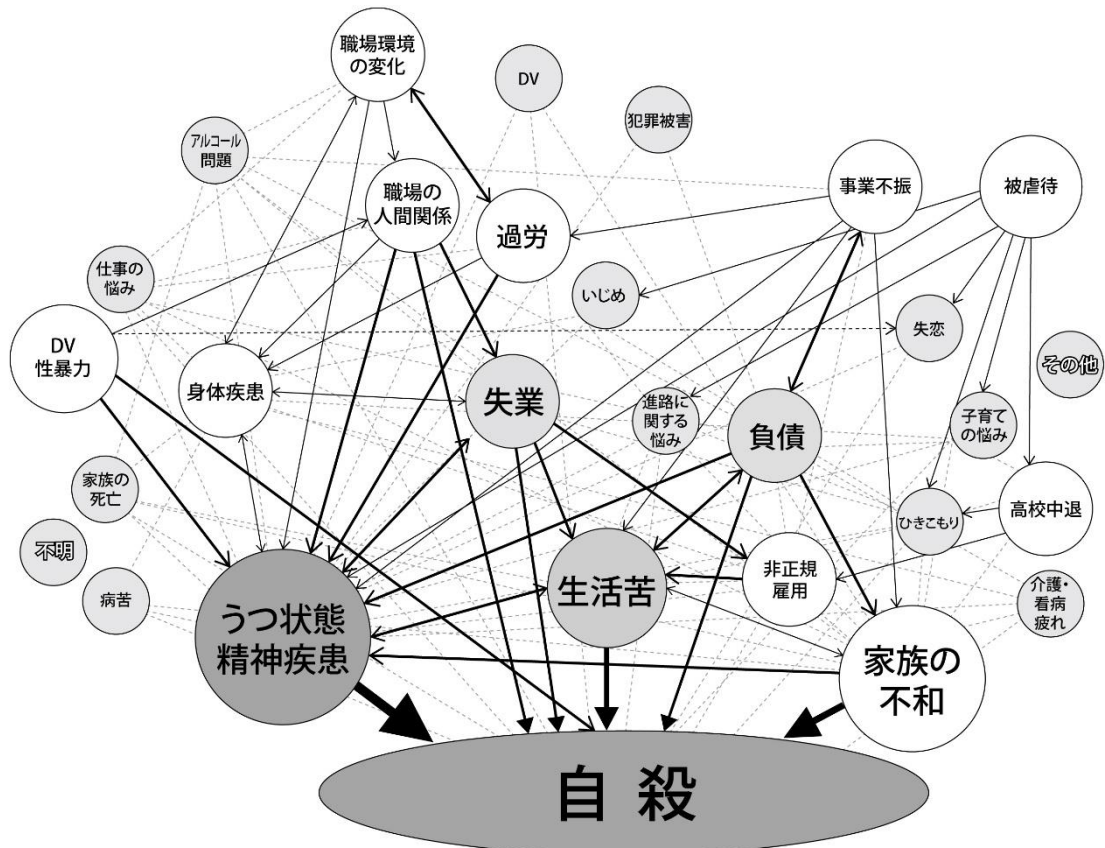 職場環境
の変化
DV
犯罪被害
アルコール
問題
職場の
人間関係
過労
事業不振
被虐待
仕事の
悩み
いじめ
失恋
DV
性暴力
その他
身体疾患
失業
進路に
関する
悩み
負債
子育て
の悩み
家族の
死亡
ひきこもり
高校中退
不明
病苦
うつ状態
精神疾患
生活苦
非正規
雇用
介護・
看病
疲れ
家族の
不和
自殺